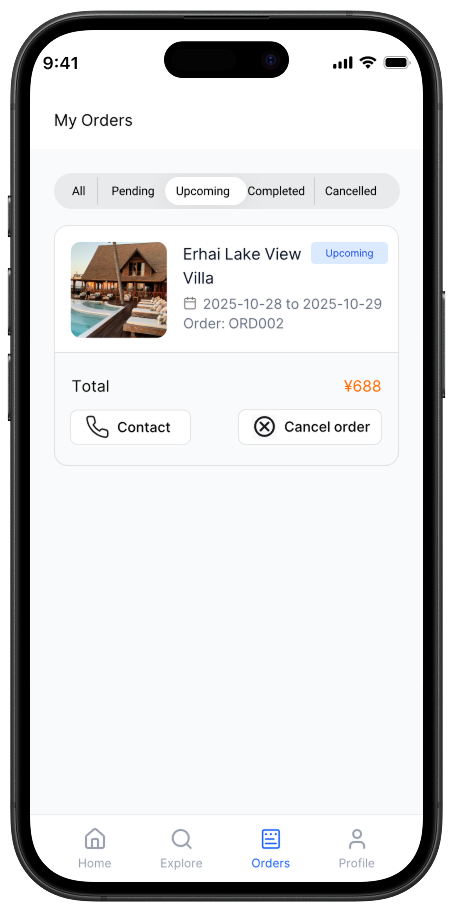 9:41
My Orders
All Pending Upcoming Completed Cancelled
Erhai Lake View Upcoming
Villa
2025-10-28 to 2025-10-29
Order: ORD002
Total ¥688
Contact Cancel order
Home Explore Orders Profile